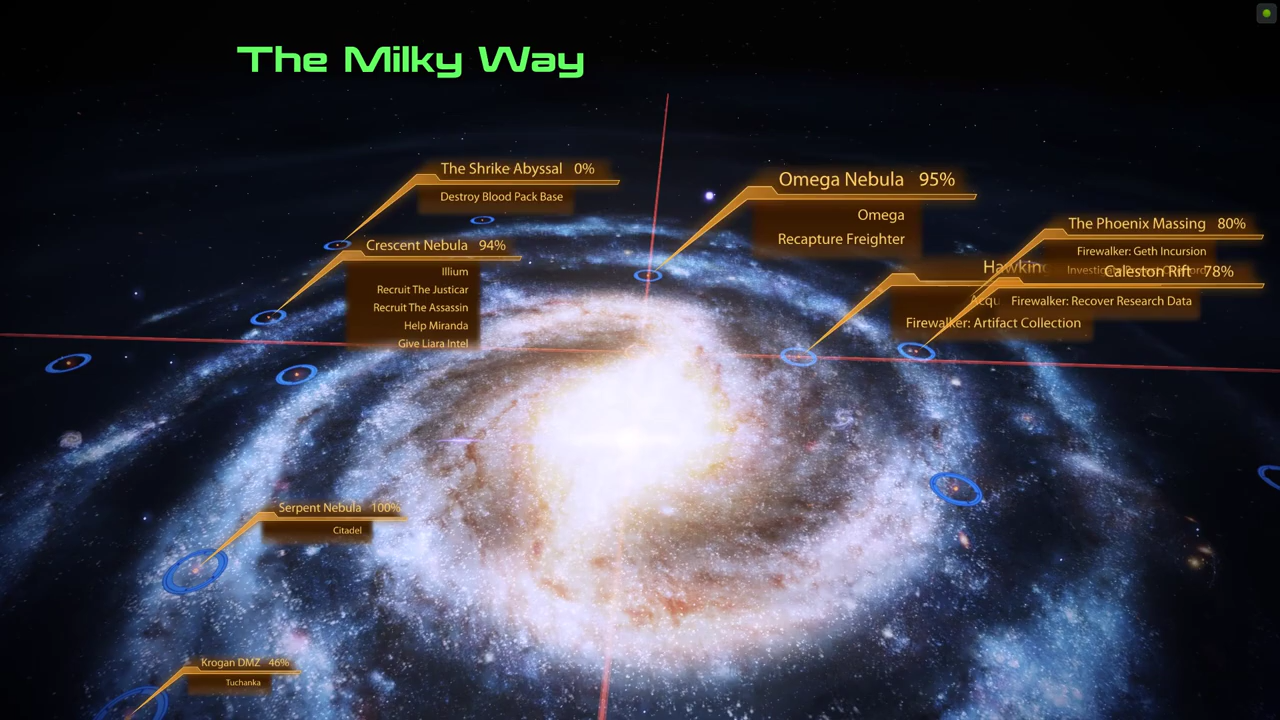 The Milky Way
The Shrike Abyssal 0%
Destroy Blood Pack Base
Omega Nebula 95%
Omega
Recapture Freighter
Crescent Nebula 94%
Illium
Recruit The Justicar
Recruit The Assassin
Help Miranda
Give Liara Intel
The Phoenix Massing 80%
Firewalker: Geth Incursion
Caleston Rift 78%
Firewalker: Recover Research Data
Firewalker: Artifact Collection
Serpent Nebula 100%
Citadel
Krogan DMZ 46%
Tuchanka